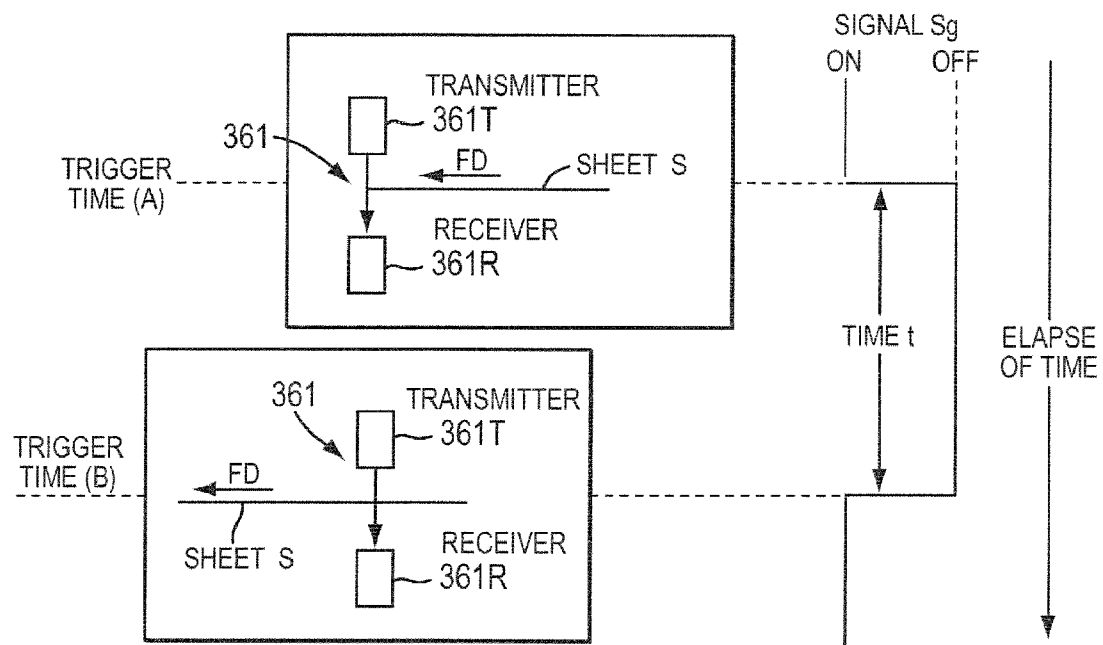 SIGNAL Sg
ON OFF
TRANSMITTER
361T
361
FD
SHEET S
TRIGGER
TIME (A)
RECEIVER
361R
TIME t
ELAPSE
OF TIME
361
TRANSMITTER
361T
TRIGGER
TIME (B)
FD
SHEET S
RECEIVER
361R